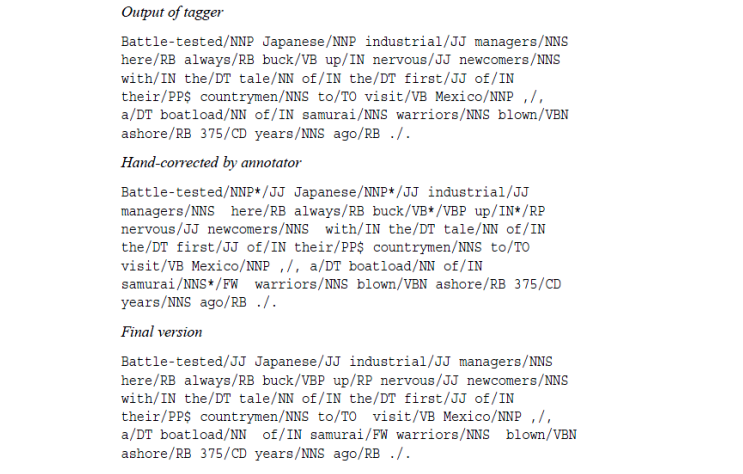 Output of tagger
Battle-tested/NNP Japanese/NNP industrial/JJ managers/NNS
here/RB always/RB buck/VB up/IN nervous/JJ newcomers/NNS
with/IN the/DT tale/NN of/IN the/DT first/JJ of/IN
their/PP$ countrymen/NNS to/TO visit/VB Mexico/NNP ,/,
a/DT boatload/NN of/IN samurai/NNS warriors/NNS blown/VBN
ashore/RB 375/CD years/NNS ago/RB ./.
Hand-corrected by annotator
Battle-tested/NNP*/JJ Japanese/NNP*/JJ industrial/JJ
managers/NNS here/RB always/RB buck/VB*/VBP up/IN*/RP
nervous/JJ newcomers/NNS with/IN the/DT tale/NN of/IN
the/DT first/JJ of/IN their/PP$ countrymen/NNS to/TO
visit/VB Mexico/NNP ,/, a/DT boatload/NN of/IN
samurai/NNS*/FW warriors/NNS blown/VBN ashore/RB 375/CD
years/NNS ago/RB ./.
Final version
Battle-tested/JJ Japanese/JJ industrial/JJ managers/NNS
here/RB always/RB buck/VBP up/RP nervous/JJ newcomers/NNS
with/IN the/DT tale/NN of/IN the/DT first/JJ of/IN
their/PP$ countrymen/NNS to/TO visit/VB Mexico/NNP ,/,
a/DT boatload/NN of/IN samurai/FW warriors/NNS blown/VBN
ashore/RB 375/CD years/NNS ago/RB ./.